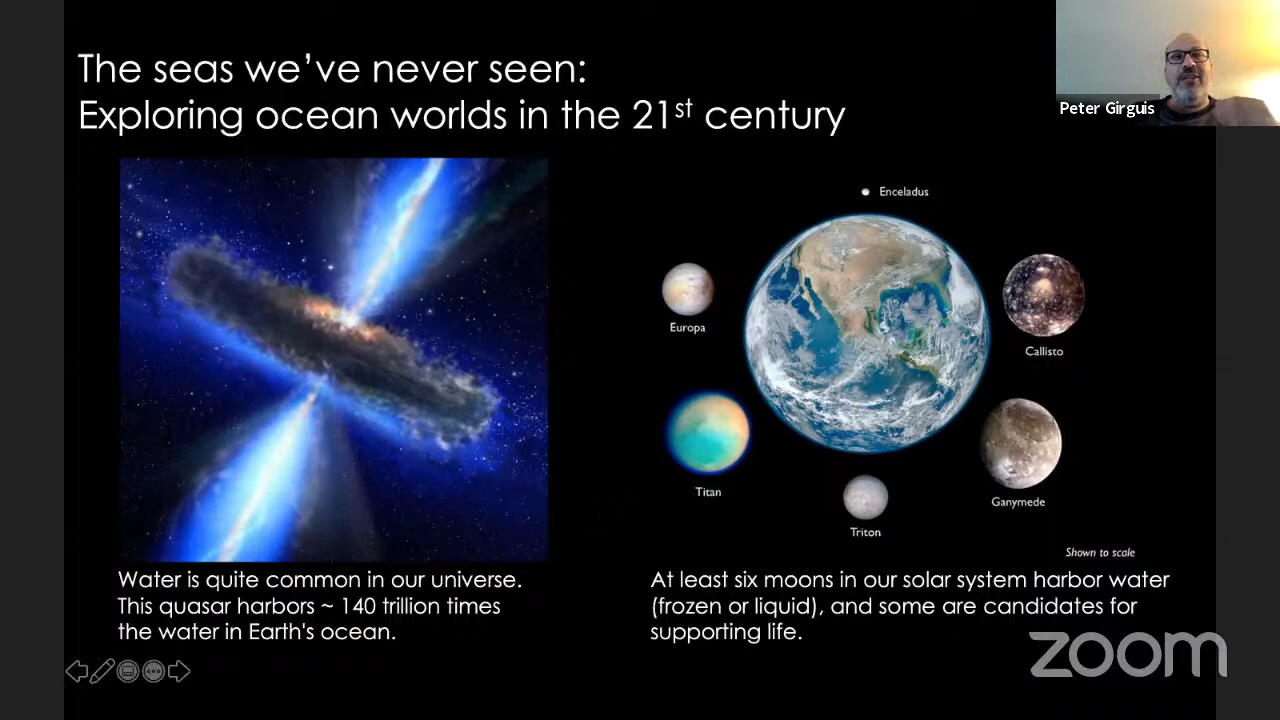 The seas we've never seen:
Exploring ocean worlds in the 21st century
Peter Girguis
Enceladus
Europa
Callisto
Titan
Ganymede
Triton
Shown to scale
Water is quite common in our universe.
This quasar harbors ~ 140 trillion times
the water in Earth's ocean.
At least six moons in our solar system harbor water
(frozen or liquid), and some are candidates for
supporting life.
zoom